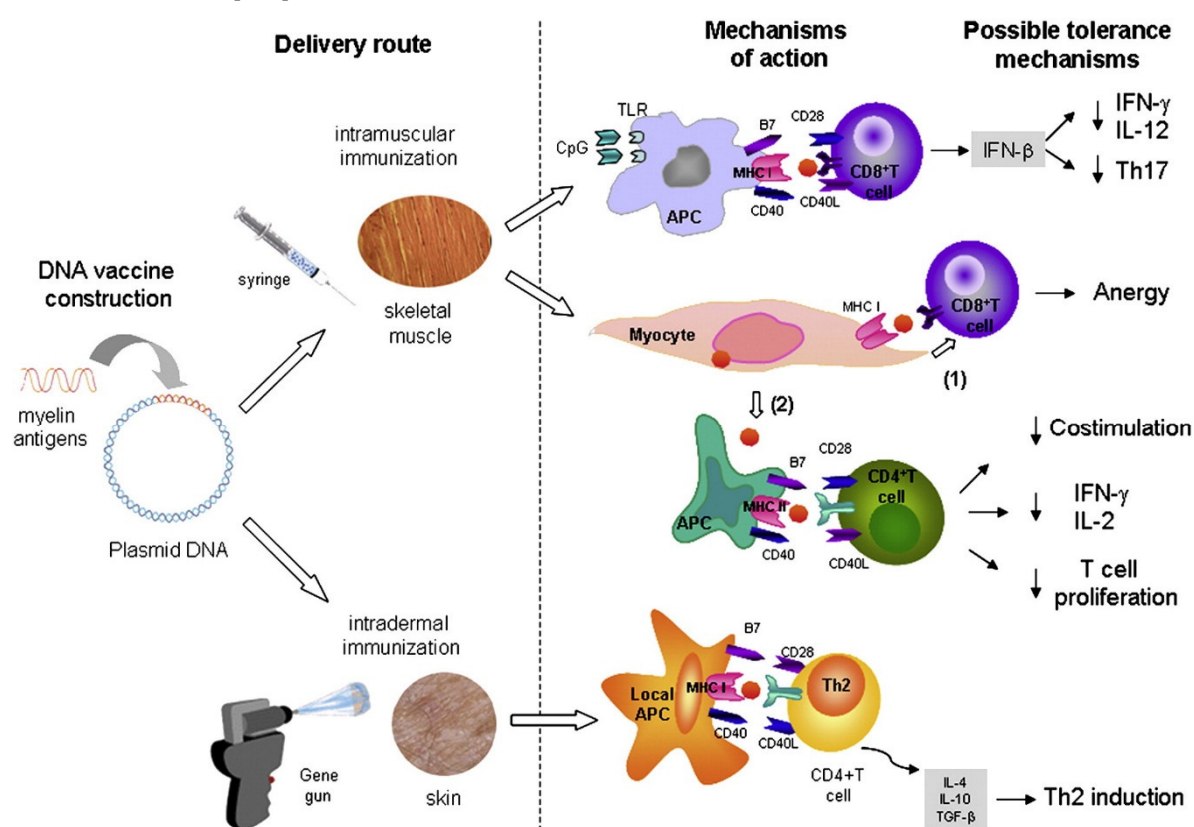 Delivery route
Mechanisms
of action
Possible tolerance
mechanisms
DNA vaccine
construction
myelin
antigens
Plasmid DNA
syringe
intramuscular
immunization
skeletal
muscle
intradermal
immunization
Gene
gun
skin
CpG
TLR
APC
B7
CD28
MHC I
CD40
CD40L
CD8+T
cell
IFN-β
IFN-γ
IL-12
Th17
Myocyte
MHC I
CD8+T
cell
Anergy
(1)
(2)
APC
B7
CD28
MHC II
CD40
CD40L
CD4+T
cell
Costimulation
IFN-γ
IL-2
T cell
proliferation
Local
APC
B7
CD28
MHC I
CD40
CD40L
Th2
CD4+T
cell
IL-4
IL-10
TGF-β
Th2 induction